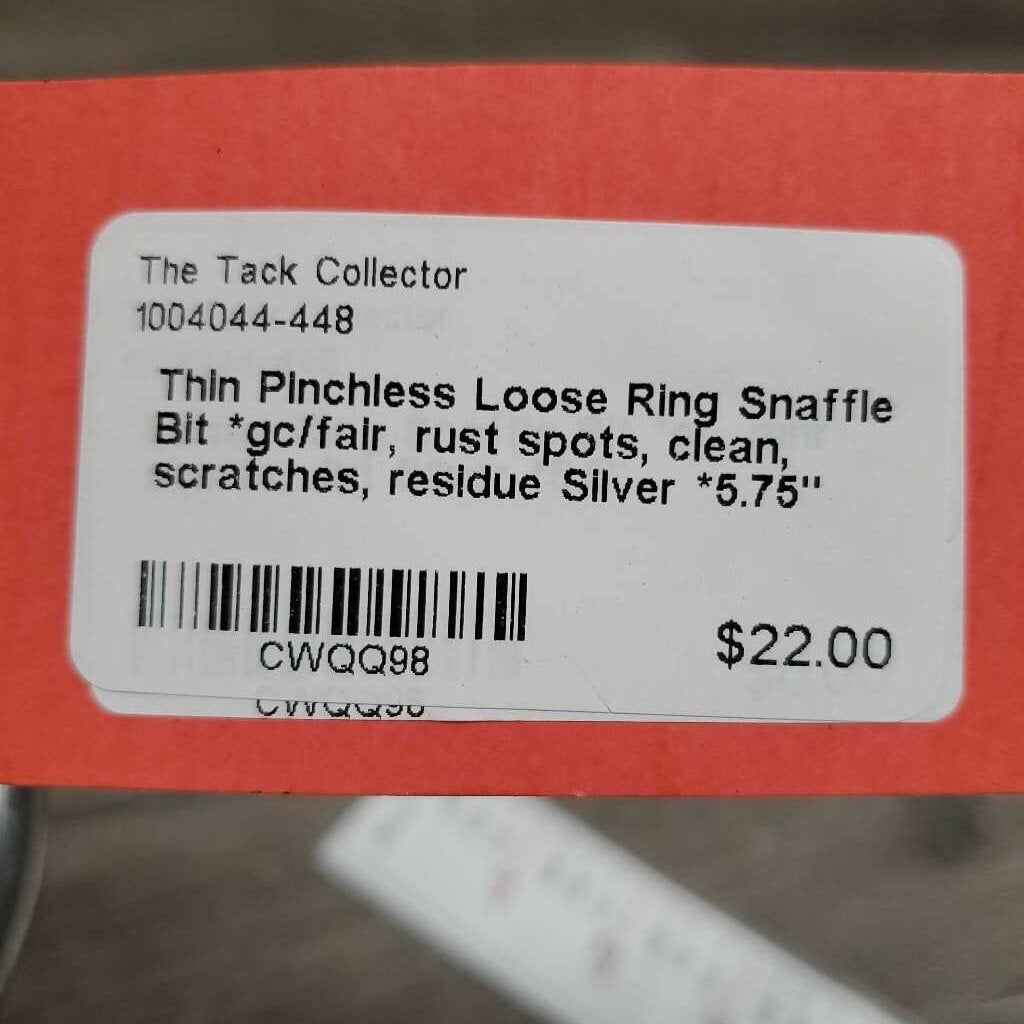 The Tack Collector
1004044-448
Thin Pinchless Loose Ring Snaffle
Bit *gc/fair, rust spots, clean,
scratches, residue Silver *5.75"
CWQQ98
$22.00
CWQQ98